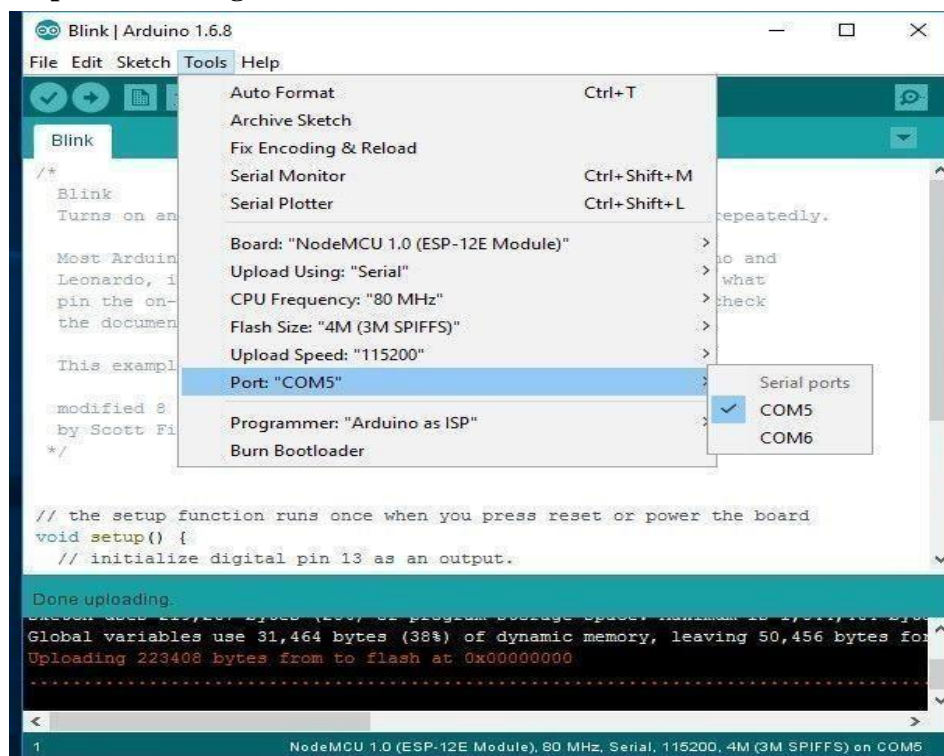 Blink | Arduino 1.6.8
File Edit Sketch Tools Help
Auto Format Ctrl+T
Archive Sketch
Fix Encoding & Reload
Serial Monitor Ctrl+Shift+M
Serial Plotter Ctrl+Shift+L
Board: "NodeMCU 1.0 (ESP-12E Module)"
Upload Using: "Serial"
CPU Frequency: "80 MHz"
Flash Size: "4M (3M SPIFFS)"
Upload Speed: "115200"
Port: "COM5"
Programmer: "Arduino as ISP"
Burn Bootloader
Serial ports
COM5
COM6
Blink
/*
Blink
Turns on an repeatedly.
Most Arduin no and
Leonardo, i what
pin the on- check
the documen
This exampl
modified 8
by Scott Fi
*/
// the setup function runs once when you press reset or power the board
void setup() {
// initialize digital pin 13 as an output.
Done uploading.
Global variables use 31,464 bytes (38%) of dynamic memory, leaving 50,456 bytes for
Uploading 223408 bytes from to flash at 0x00000000
................................................................................
1 NodeMCU 1.0 (ESP-12E Module), 80 MHz, Serial, 115200, 4M (3M SPIFFS) on COM5